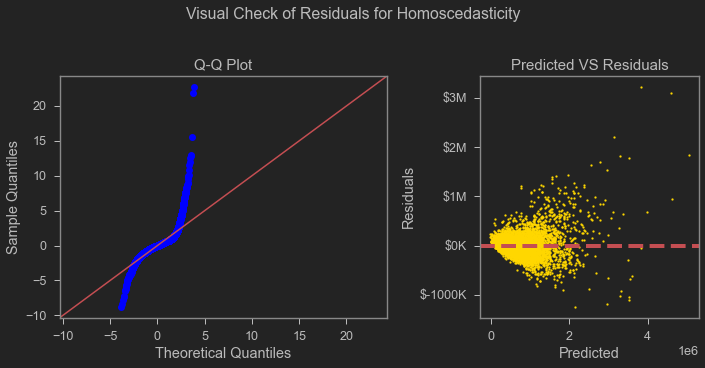 Visual Check of Residuals for Homoscedasticity
Q-Q Plot
Sample Quantiles
20
15
10
5
0
−5
−10
−10 −5 0 5 10 15 20
Theoretical Quantiles
Predicted VS Residuals
Residuals
$3M
$2M
$1M
$0K
$-1000K
0 2 4
1e6
Predicted